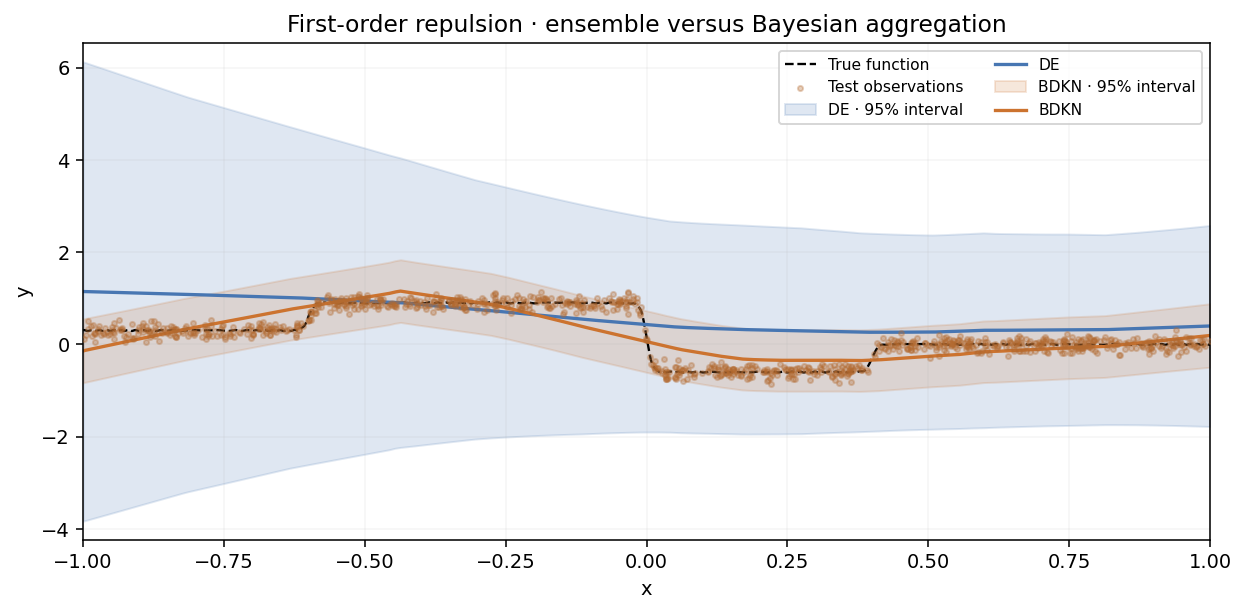 First-order repulsion · ensemble versus Bayesian aggregation
True function
Test observations
DE · 95% interval
DE
BDKN · 95% interval
BDKN
y
6
4
2
0
−2
−4
−1.00 −0.75 −0.50 −0.25 0.00 0.25 0.50 0.75 1.00
x